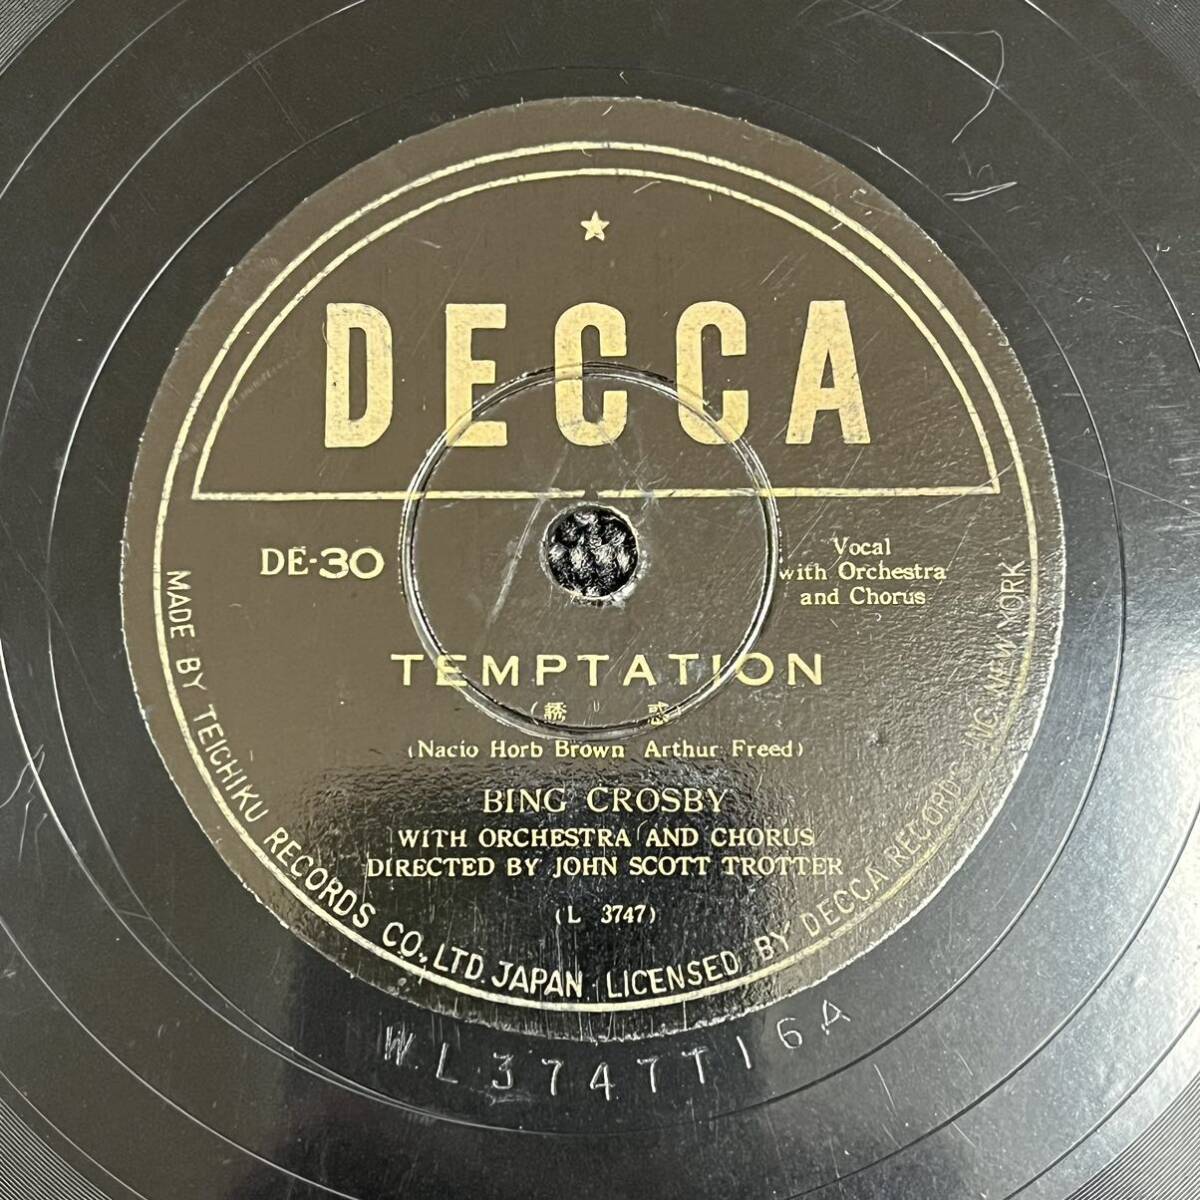 DECCA
DE-30
Vocal
with Orchestra
and Chorus
TEMPTATION
(誘惑)
(Nacio Horb Brown Arthur Freed)
BING CROSBY
WITH ORCHESTRA AND CHORUS
DIRECTED BY JOHN SCOTT TROTTER
(L 3747)
MADE BY TEICHIKU RECORDS CO., LTD. JAPAN LICENSED BY DECCA RECORDS INC. NEW YORK
W.L 3747T16A